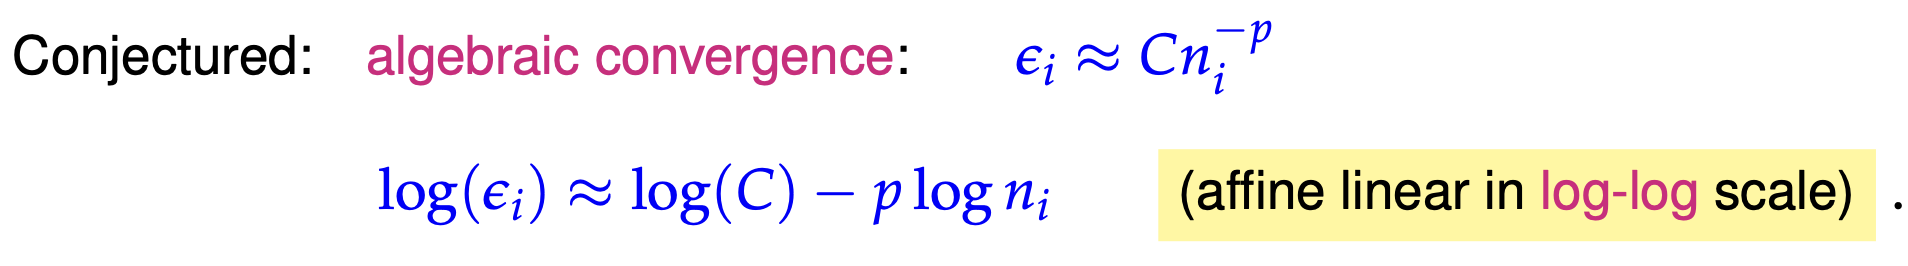 Conjectured: algebraic convergence: $\epsilon_i \approx C n_i^{-p}$
$\log(\epsilon_i) \approx \log(C) - p \log n_i$ (affine linear in log-log scale) .